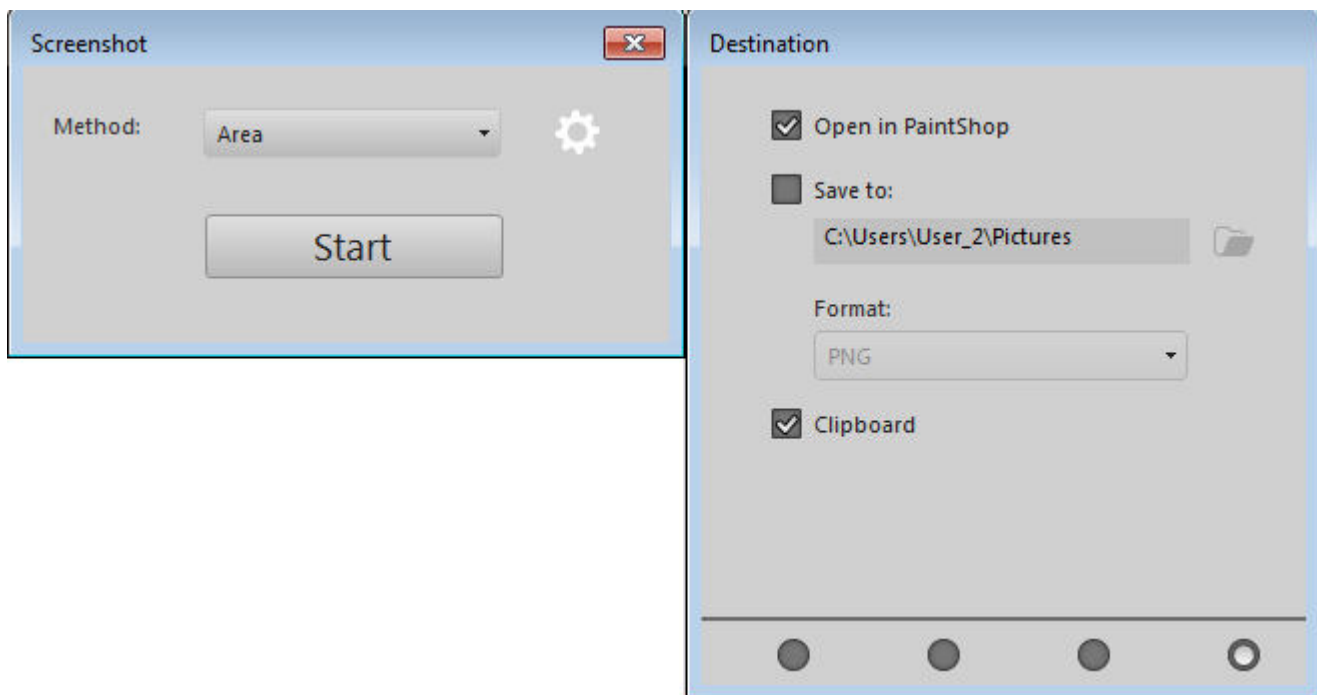 Screenshot
Method:
Area
Start
Destination
Open in PaintShop
Save to:
C:\Users\User_2\Pictures
Format:
PNG
Clipboard